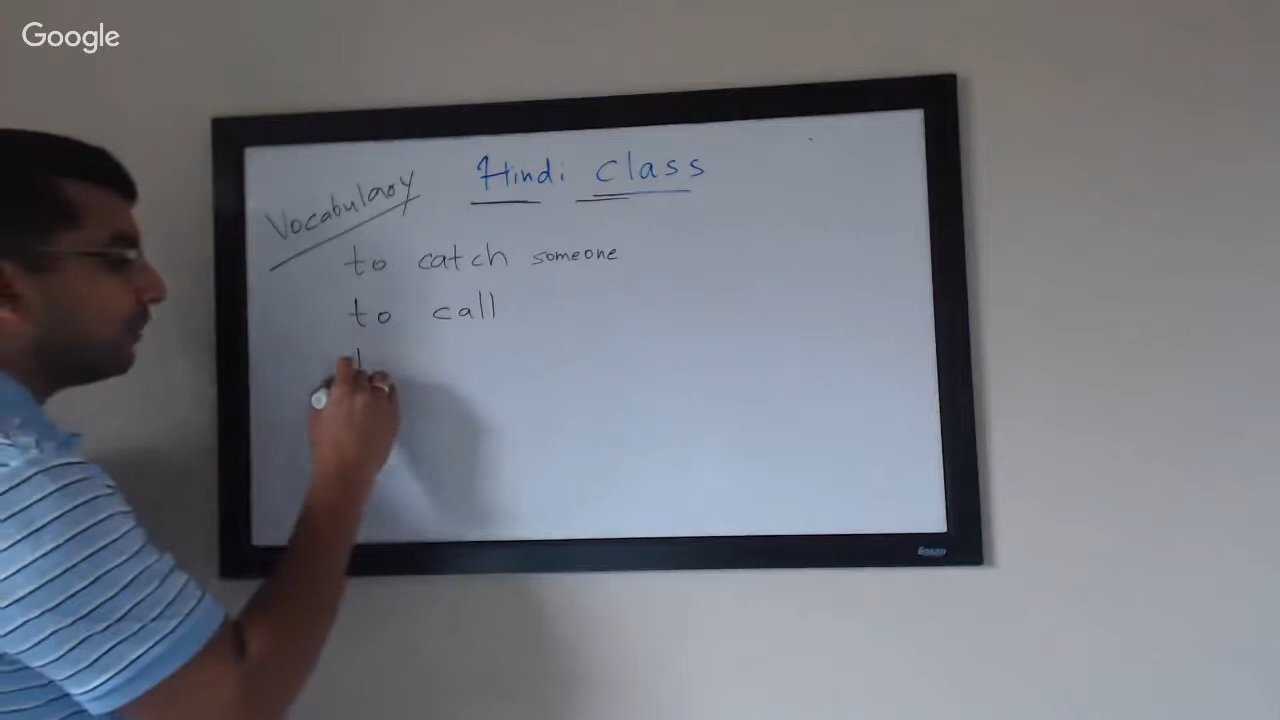 Google
Hindi class
Vocabulary
to catch someone
to call